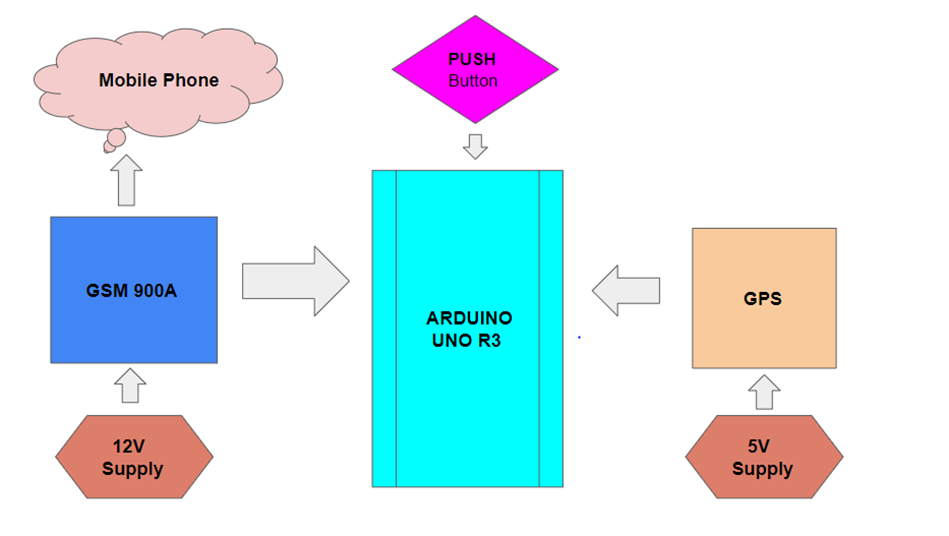 Mobile Phone
PUSH
Button
GSM 900A
ARDUINO
UNO R3
GPS
12V
Supply
5V
Supply